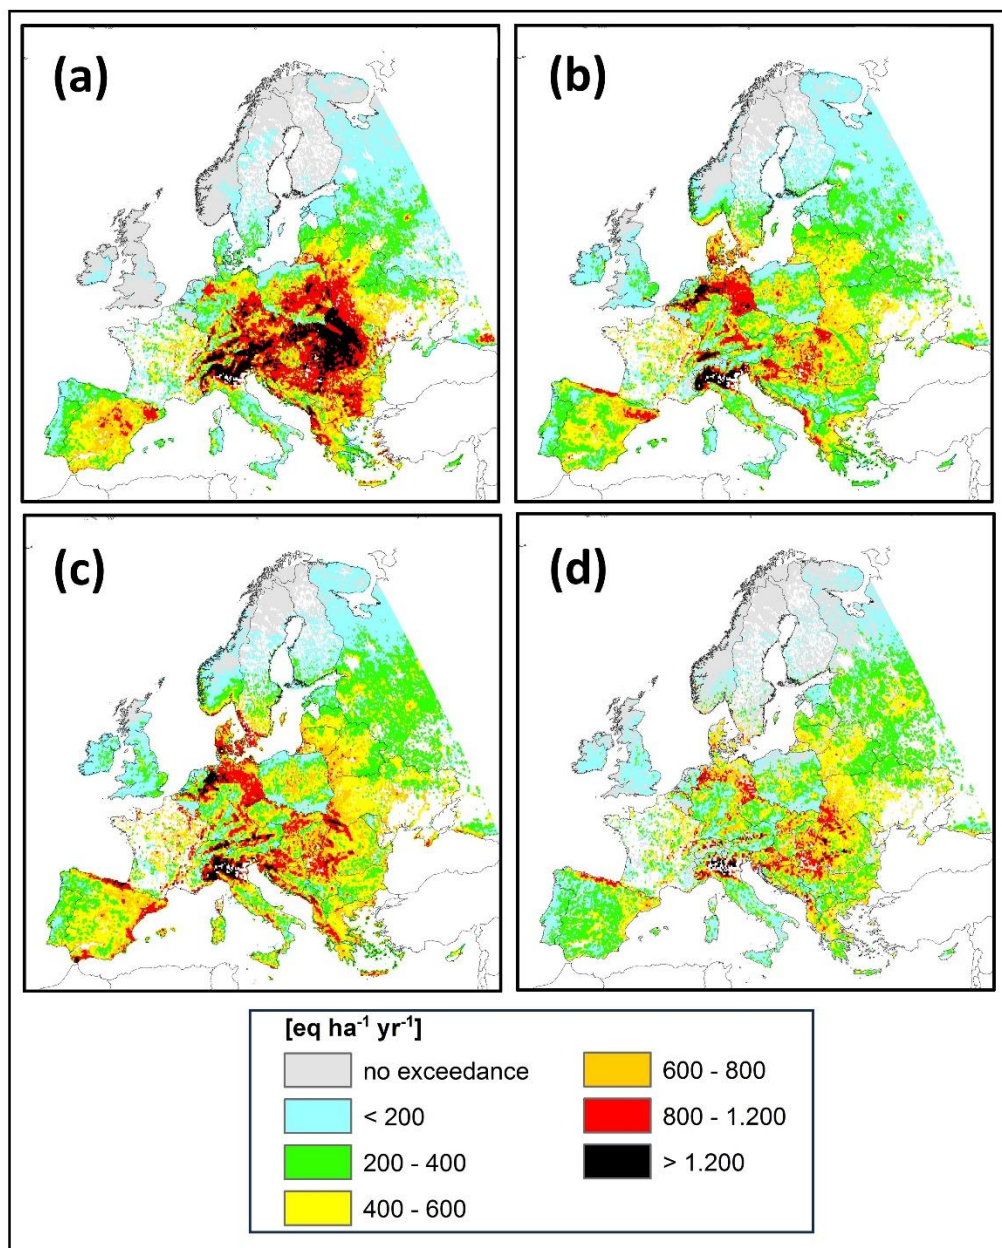 (a)
(b)
(c)
(d)
[eq ha⁻¹ yr⁻¹]
no exceedance
< 200
200 - 400
400 - 600
600 - 800
800 - 1.200
> 1.200